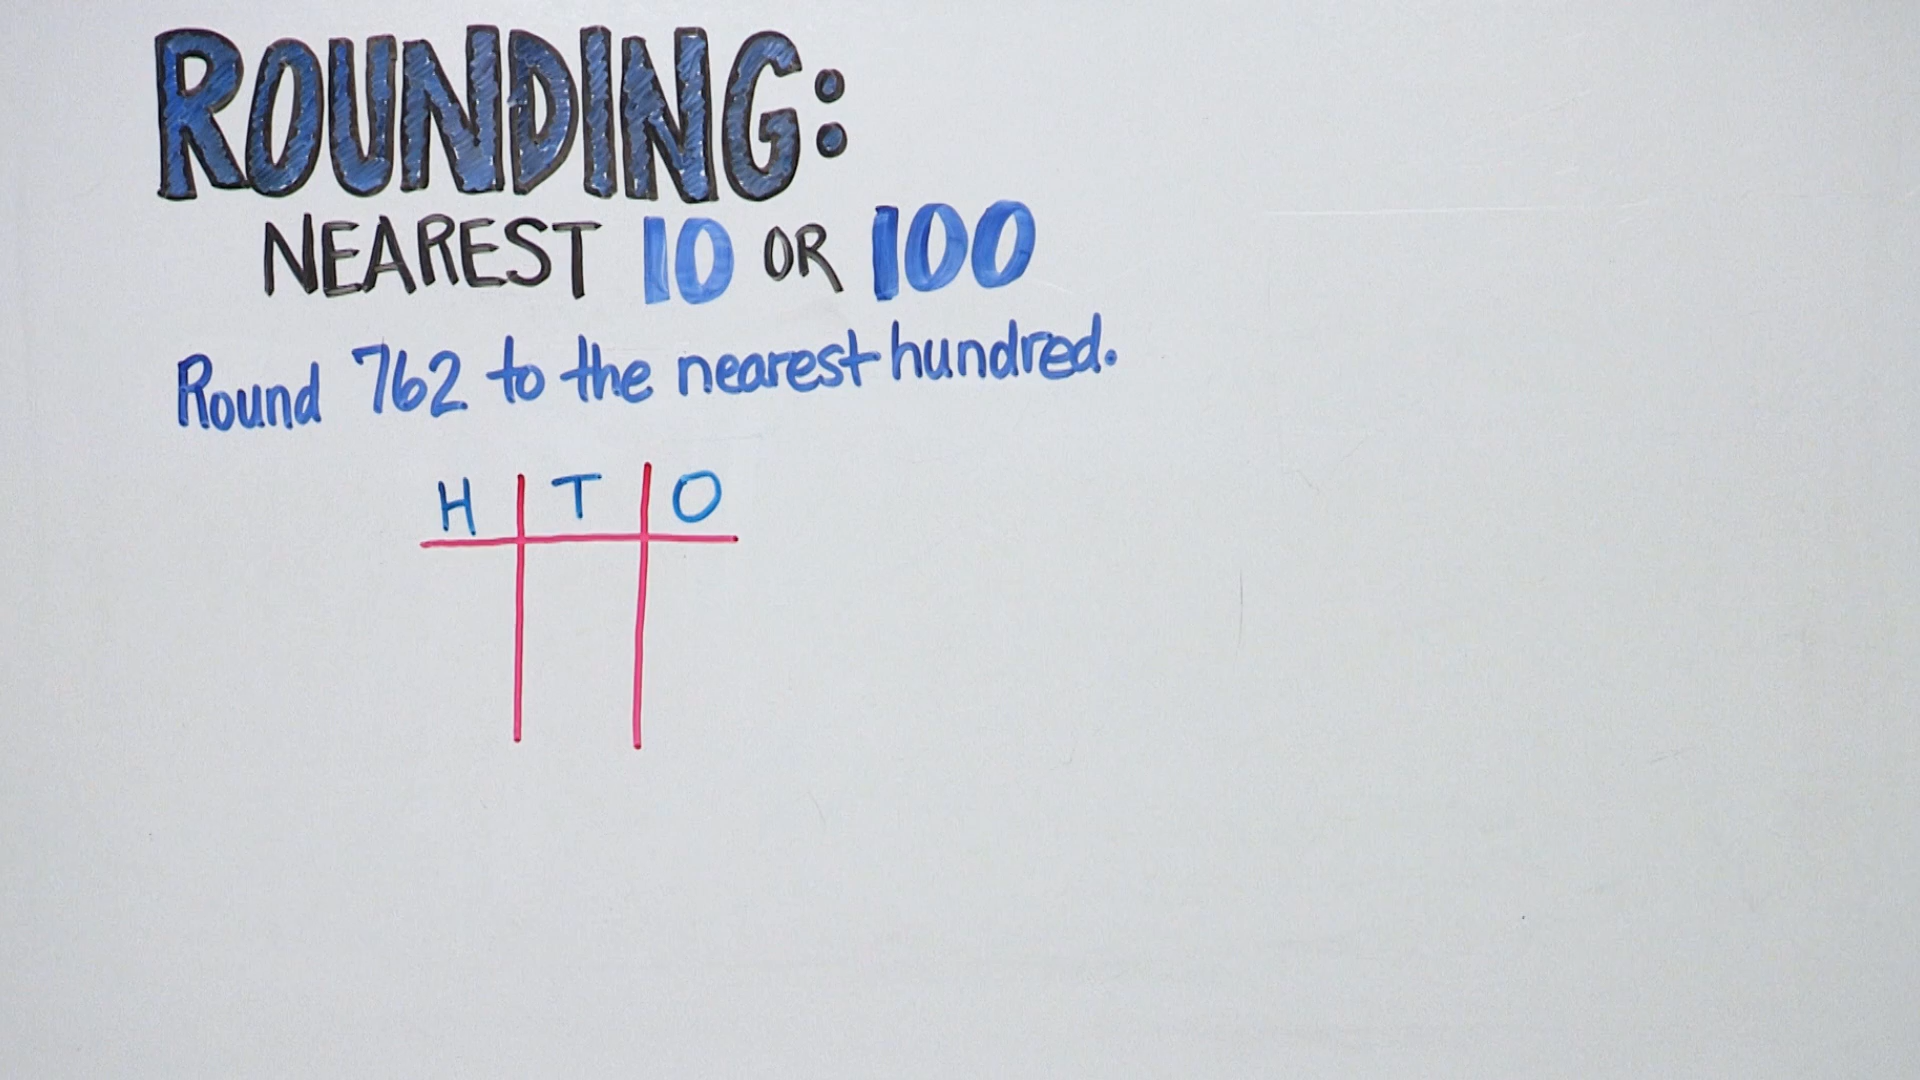 ROUNDING:
NEAREST 10 OR 100
Round 762 to the nearest hundred.
H T O